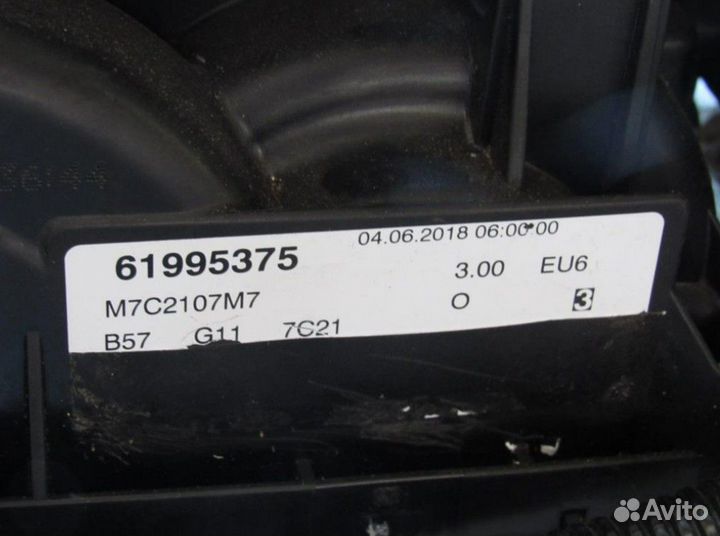 04.06.2018 06:00:00
61995375
3.00 EU6
M7C2107M7
O 3
B57 G11 7C21
Avito